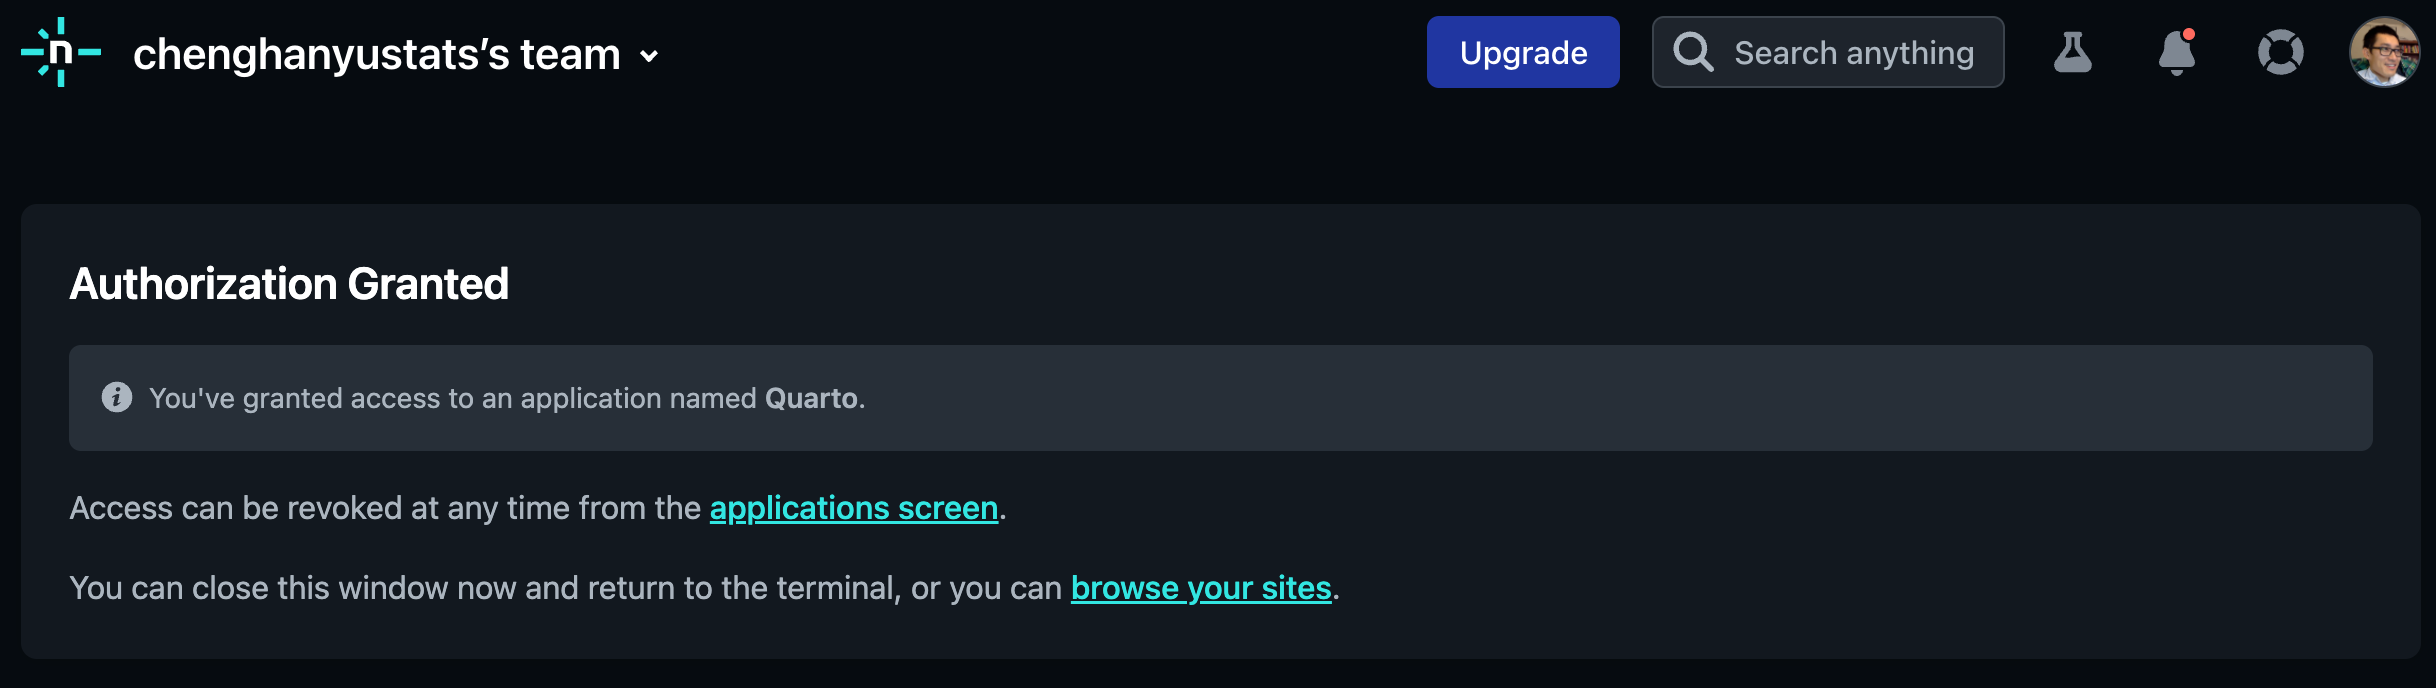 chenghanyustats’s team
Upgrade
Search anything
Authorization Granted
You've granted access to an application named Quarto.
Access can be revoked at any time from the applications screen.
You can close this window now and return to the terminal, or you can browse your sites.